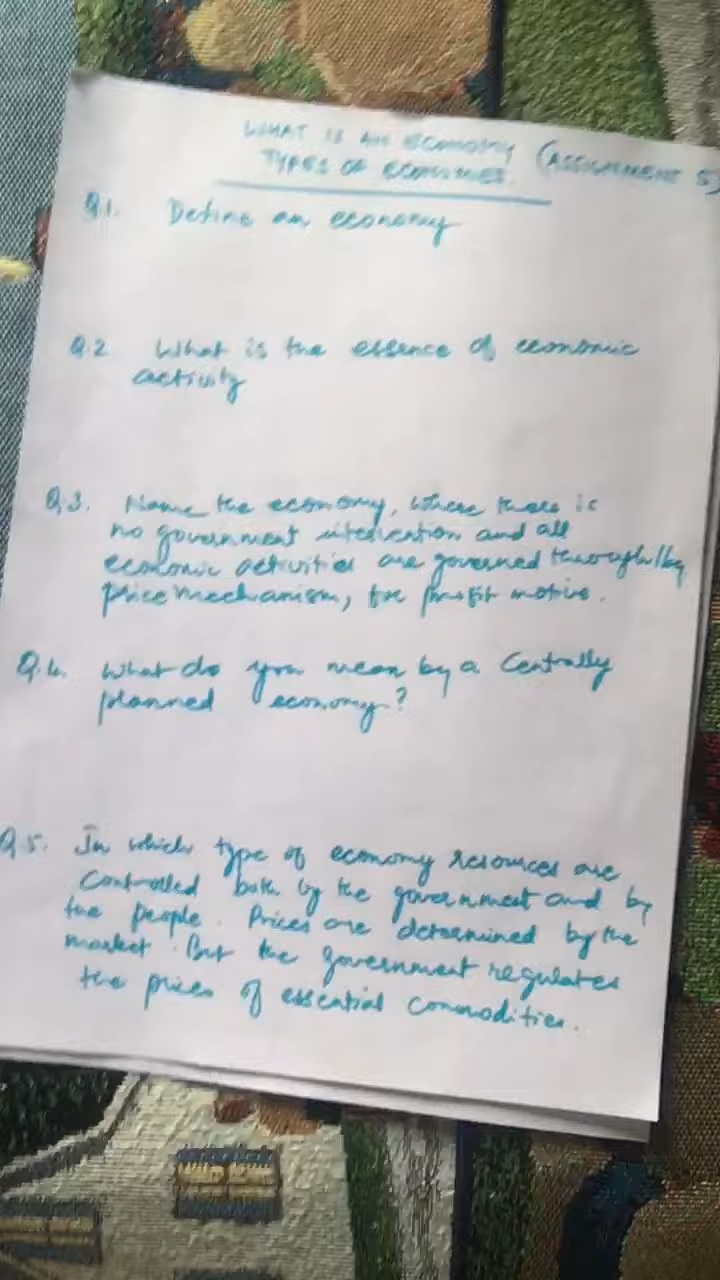 WHAT IS AN ECONOMY (ASSIGNMENT 5)
TYPES OF ECONOMIES.
Q1. Define an economy
Q.2 What is the essence of economic
activity
Q.3. Name the economy, where there is
no government intervention and all
economic activities are governed through/by
price mechanism, for profit motive.
Q.4. What do you mean by a Centrally
planned economy?
Q.5. In which type of economy resources are
controlled both by the government and by
the people. Prices are determined by the
market. But the government regulates
the prices of essential commodities.